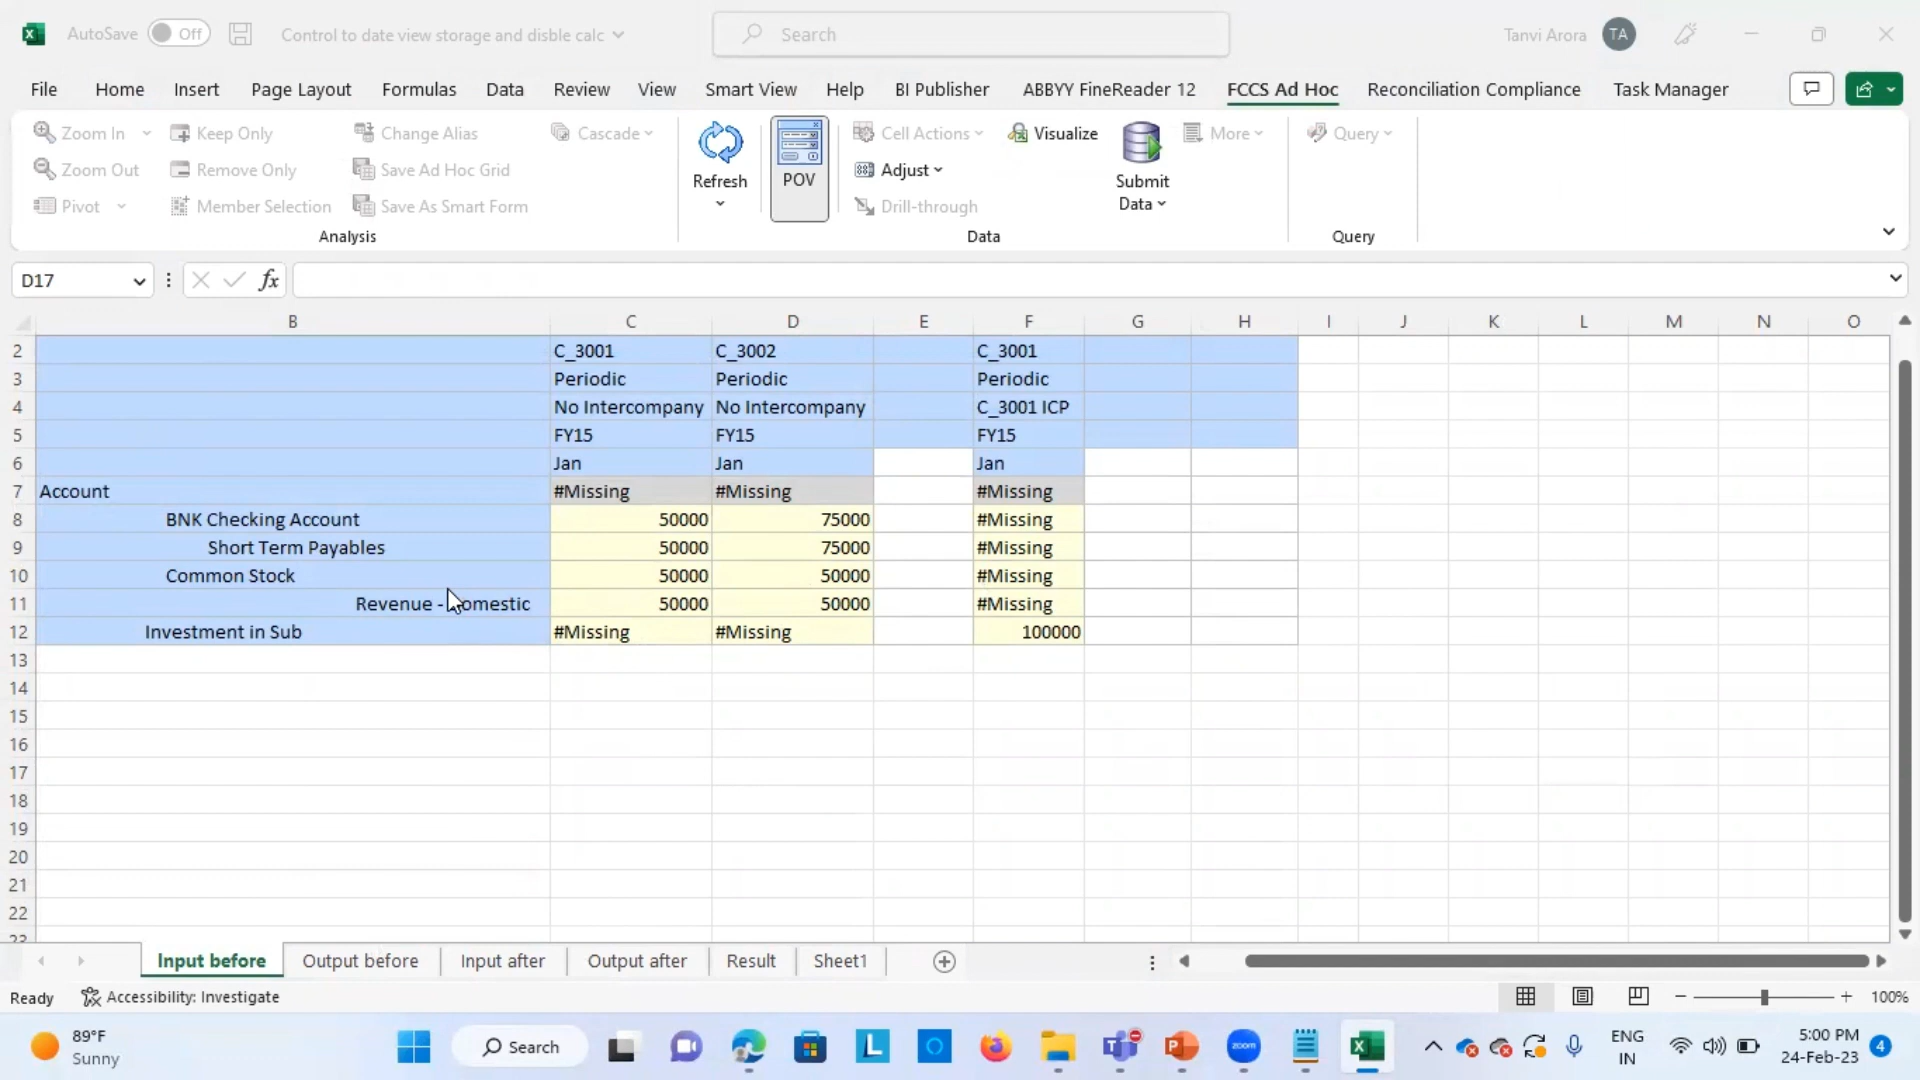 AutoSave Off Control to date view storage and disble calc Search Tanvi Arora TA
File Home Insert Page Layout Formulas Data Review View Smart View Help BI Publisher ABBYY FineReader 12 FCCS Ad Hoc Reconciliation Compliance Task Manager
Zoom In Keep Only Change Alias Cascade Cell Actions Visualize More Query
Zoom Out Remove Only Save Ad Hoc Grid Refresh POV Adjust Submit Data
Pivot Member Selection Save As Smart Form Drill-through
Analysis Data Query
D17 fx
B C D E F G H I J K L M N O
2 C_3001 C_3002 C_3001
3 Periodic Periodic Periodic
4 No Intercompany No Intercompany C_3001 ICP
5 FY15 FY15 FY15
6 Jan Jan Jan
7 Account #Missing #Missing #Missing
8 BNK Checking Account 50000 75000 #Missing
9 Short Term Payables 50000 75000 #Missing
10 Common Stock 50000 50000 #Missing
11 Revenue - Domestic 50000 50000 #Missing
12 Investment in Sub #Missing #Missing 100000
13
14
15
16
17
18
19
20
21
22
23
Input before Output before Input after Output after Result Sheet1
Ready Accessibility: Investigate 100%
89°F Search ENG 5:00 PM
Sunny IN 24-Feb-23 4